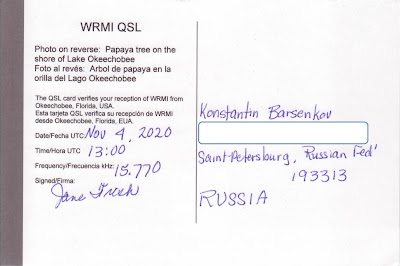 WRMI QSL
Photo on reverse: Papaya tree on the
shore of Lake Okeechobee
Foto al revés: Arbol de papaya en la
orilla del Lago Okeechobee
The QSL card verifies your reception of WRMI from
Okeechobee, Florida, USA.
Esta tarjeta QSL verifica su recepción de WRMI
desde Okeechobee, Florida, EUA.
Date/Fecha UTC: Nov 4, 2020
Time/Hora UTC 13:00
Frequency/Frecuencia kHz: 15.770
Signed/Firma:
Jane Fresh
Konstantin Barsenkov
Saint-Petersburg, Russian Fed'
193313
RUSSIA